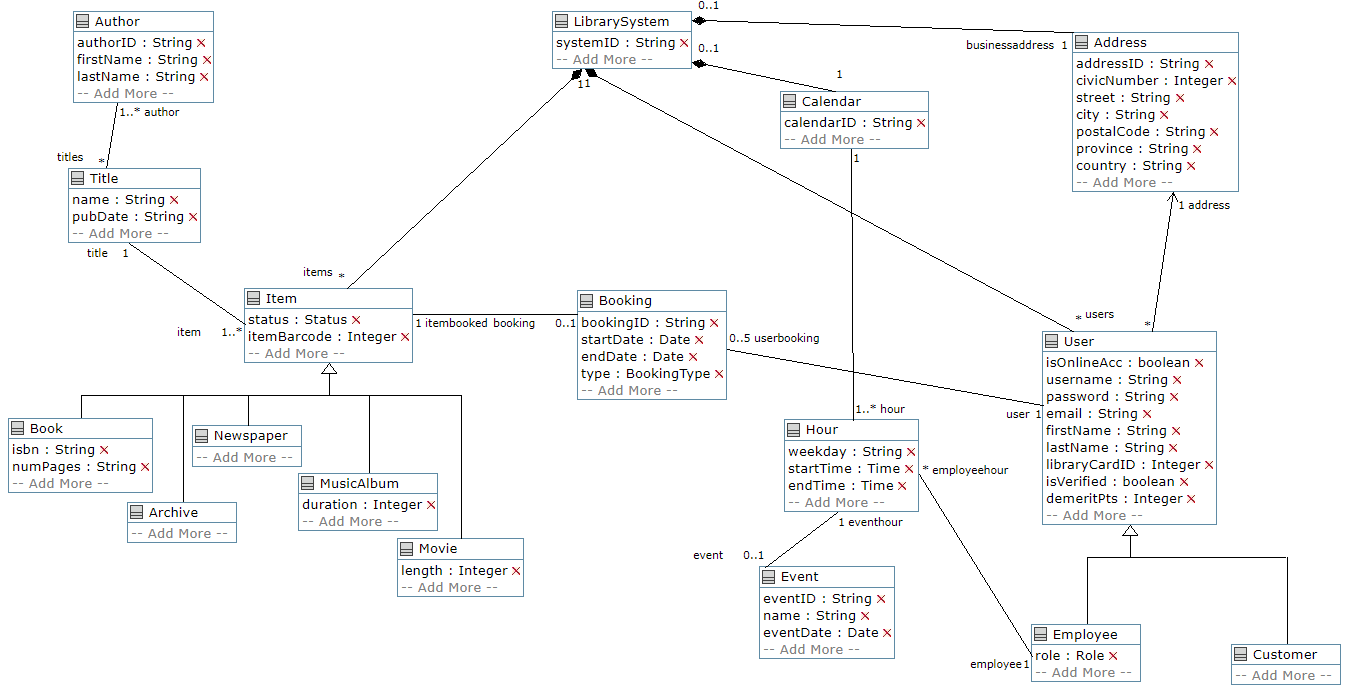 Author
authorID : String X
firstName : String X
lastName : String X
-- Add More --
1..* author
titles *
Title
name : String X
pubDate : String X
-- Add More --
title 1
LibrarySystem
systemID : String X
-- Add More --
0..1
0..1
1
1
businessaddress 1
Address
addressID : String X
civicNumber : Integer X
street : String X
city : String X
postalCode : String X
province : String X
country : String X
-- Add More --
1 address
1
Calendar
calendarID : String X
-- Add More --
1
items *
item 1..*
Item
status : Status X
itemBarcode : Integer X
-- Add More --
1 itembooked
booking 0..1
Booking
bookingID : String X
startDate : Date X
endDate : Date X
type : BookingType X
-- Add More --
0..5 userbooking
* users
*
user 1
User
isOnlineAcc : boolean X
username : String X
password : String X
email : String X
firstName : String X
lastName : String X
libraryCardID : Integer X
isVerified : boolean X
demeritPts : Integer X
-- Add More --
Book
isbn : String X
numPages : String X
-- Add More --
Archive
-- Add More --
Newspaper
-- Add More --
MusicAlbum
duration : Integer X
-- Add More --
Movie
length : Integer X
-- Add More --
1..* hour
Hour
weekday : String X
startTime : Time X
endTime : Time X
-- Add More --
* employeehour
1 eventhour
event 0..1
Event
eventID : String X
name : String X
eventDate : Date X
-- Add More --
employee 1
Employee
role : Role X
-- Add More --
Customer
-- Add More --